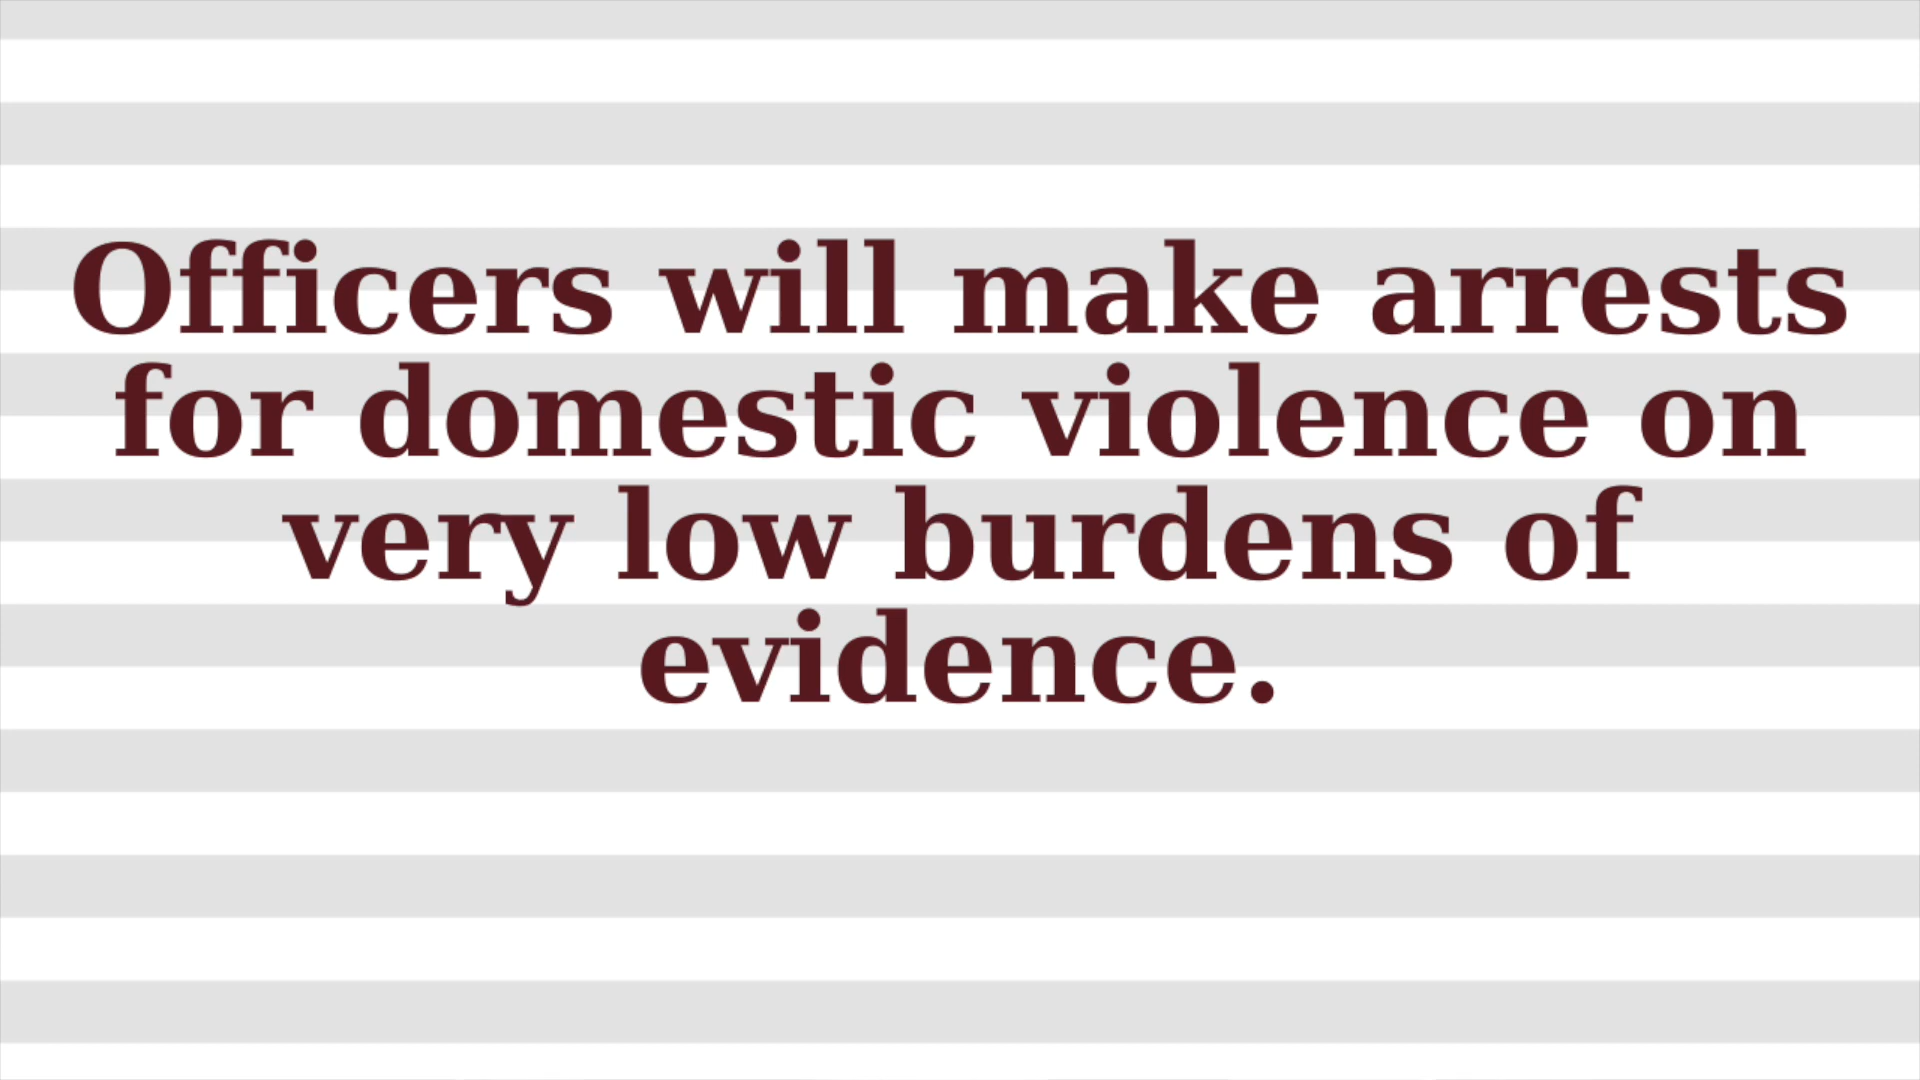 Officers will make arrests
for domestic violence on
very low burdens of
evidence.